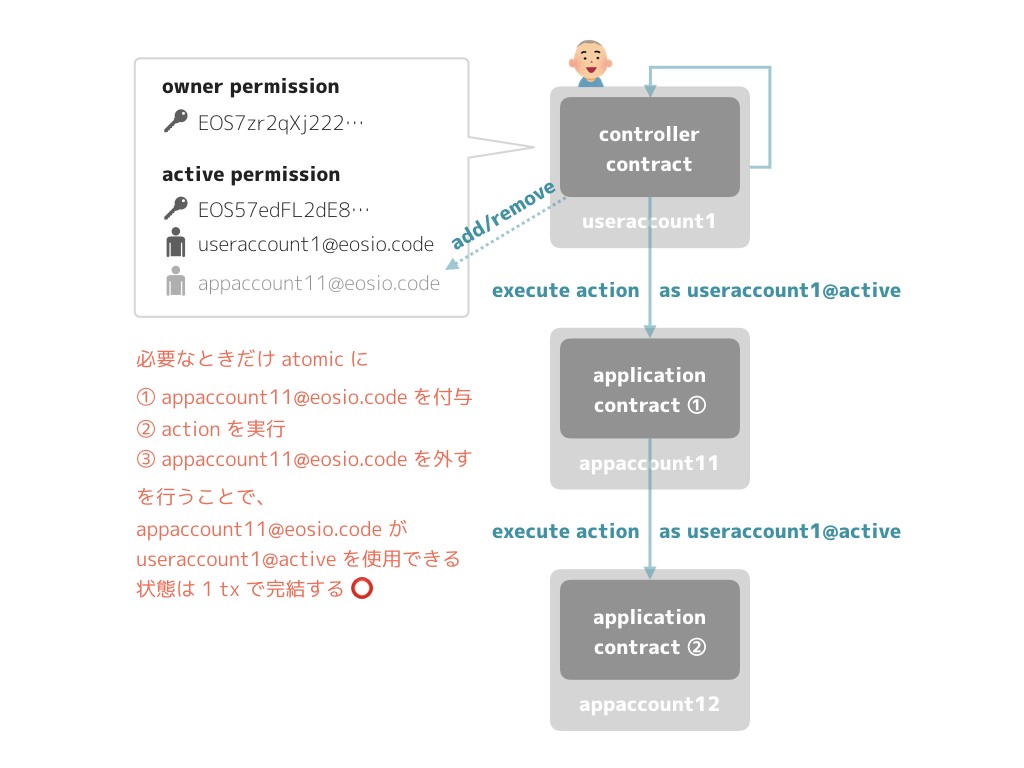 owner permission
EOS7zr2qXj222…
active permission
EOS57edFL2dE8…
useraccount1@eosio.code
appaccount11@eosio.code
add/remove
controller
contract
useraccount1
execute action as useraccount1@active
application
contract ①
appaccount11
execute action as useraccount1@active
application
contract ②
appaccount12
必要なときだけ atomic に
① appaccount11@eosio.code を付与
② action を実行
③ appaccount11@eosio.code を外す
を行うことで、
appaccount11@eosio.code が
useraccount1@active を使用できる
状態は 1 tx で完結する ⭕